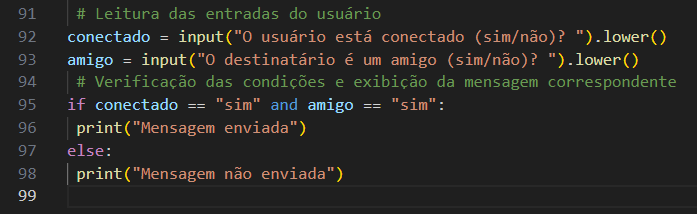 91 # Leitura das entradas do usuário
92 conectado = input("O usuário está conectado (sim/não)? ").lower()
93 amigo = input("O destinatário é um amigo (sim/não)? ").lower()
94 # Verificação das condições e exibição da mensagem correspondente
95 if conectado == "sim" and amigo == "sim":
96 print("Mensagem enviada")
97 else:
98 print("Mensagem não enviada")
99